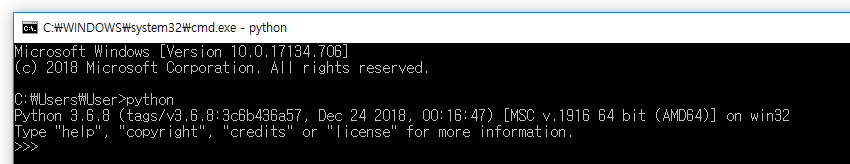 C:₩WINDOWS₩system32₩cmd.exe - python
Microsoft Windows [Version 10.0.17134.706]
(c) 2018 Microsoft Corporation. All rights reserved.
C:₩Users₩User>python
Python 3.6.8 (tags/v3.6.8:3c6b436a57, Dec 24 2018, 00:16:47) [MSC v.1916 64 bit (AMD64)] on win32
Type "help", "copyright", "credits" or "license" for more information.
>>>